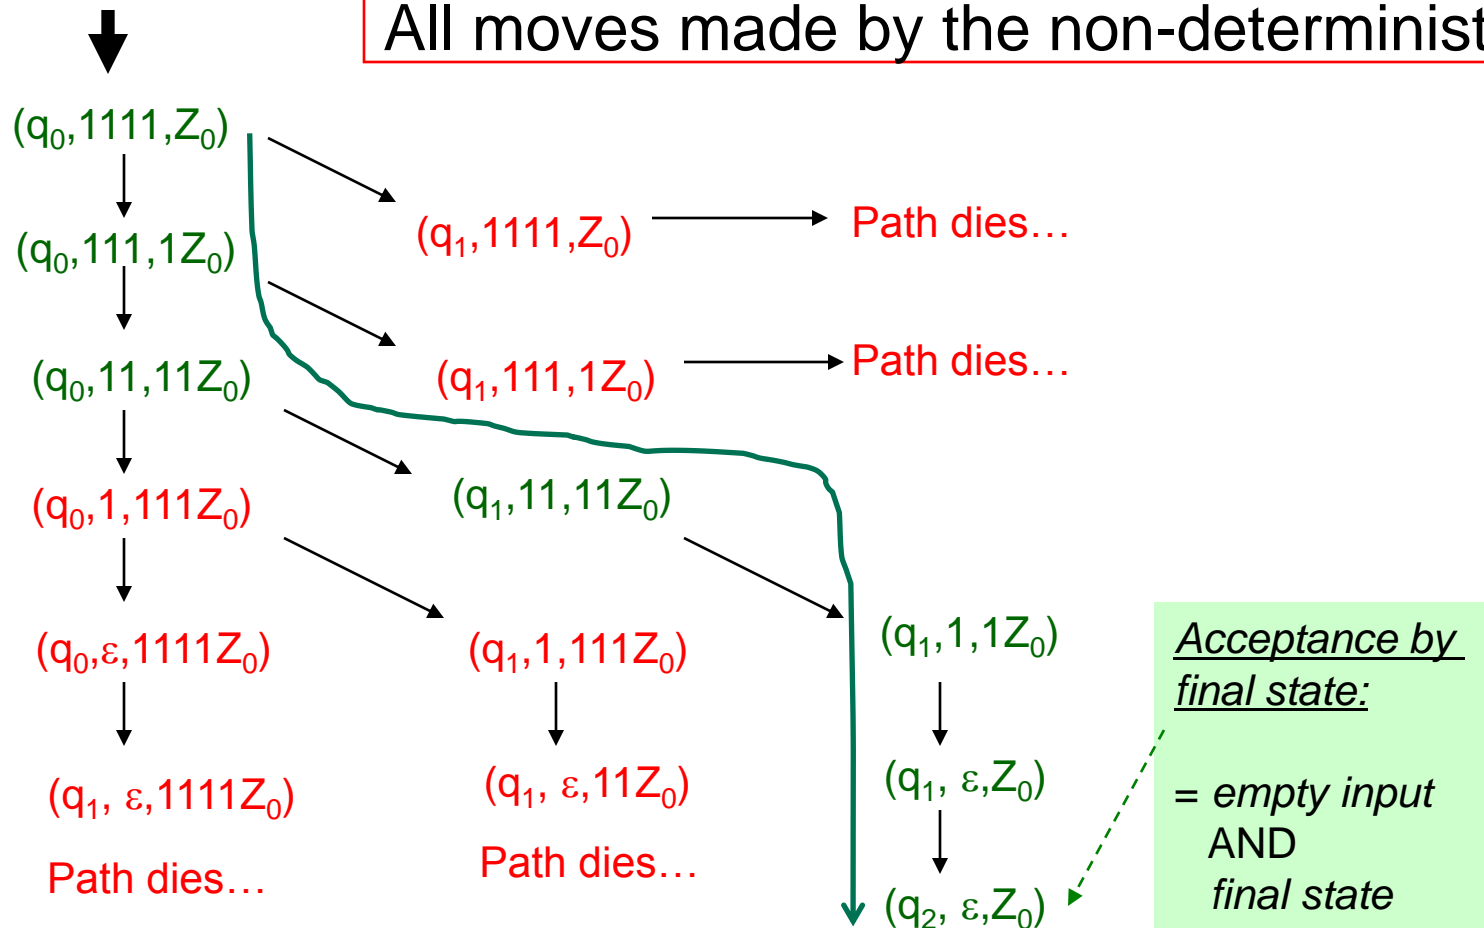 All moves made by the non-determinist
(q₀,1111,Z₀)
(q₁,1111,Z₀) Path dies…
(q₀,111,1Z₀)
(q₁,111,1Z₀) Path dies…
(q₀,11,11Z₀)
(q₁,11,11Z₀)
(q₀,1,111Z₀)
(q₀,ε,1111Z₀) (q₁,1,111Z₀) (q₁,1,1Z₀)
(q₁, ε,1111Z₀) (q₁, ε,11Z₀) (q₁, ε,Z₀)
Path dies… Path dies… (q₂, ε,Z₀)
Acceptance by
final state:
= empty input
AND
final state